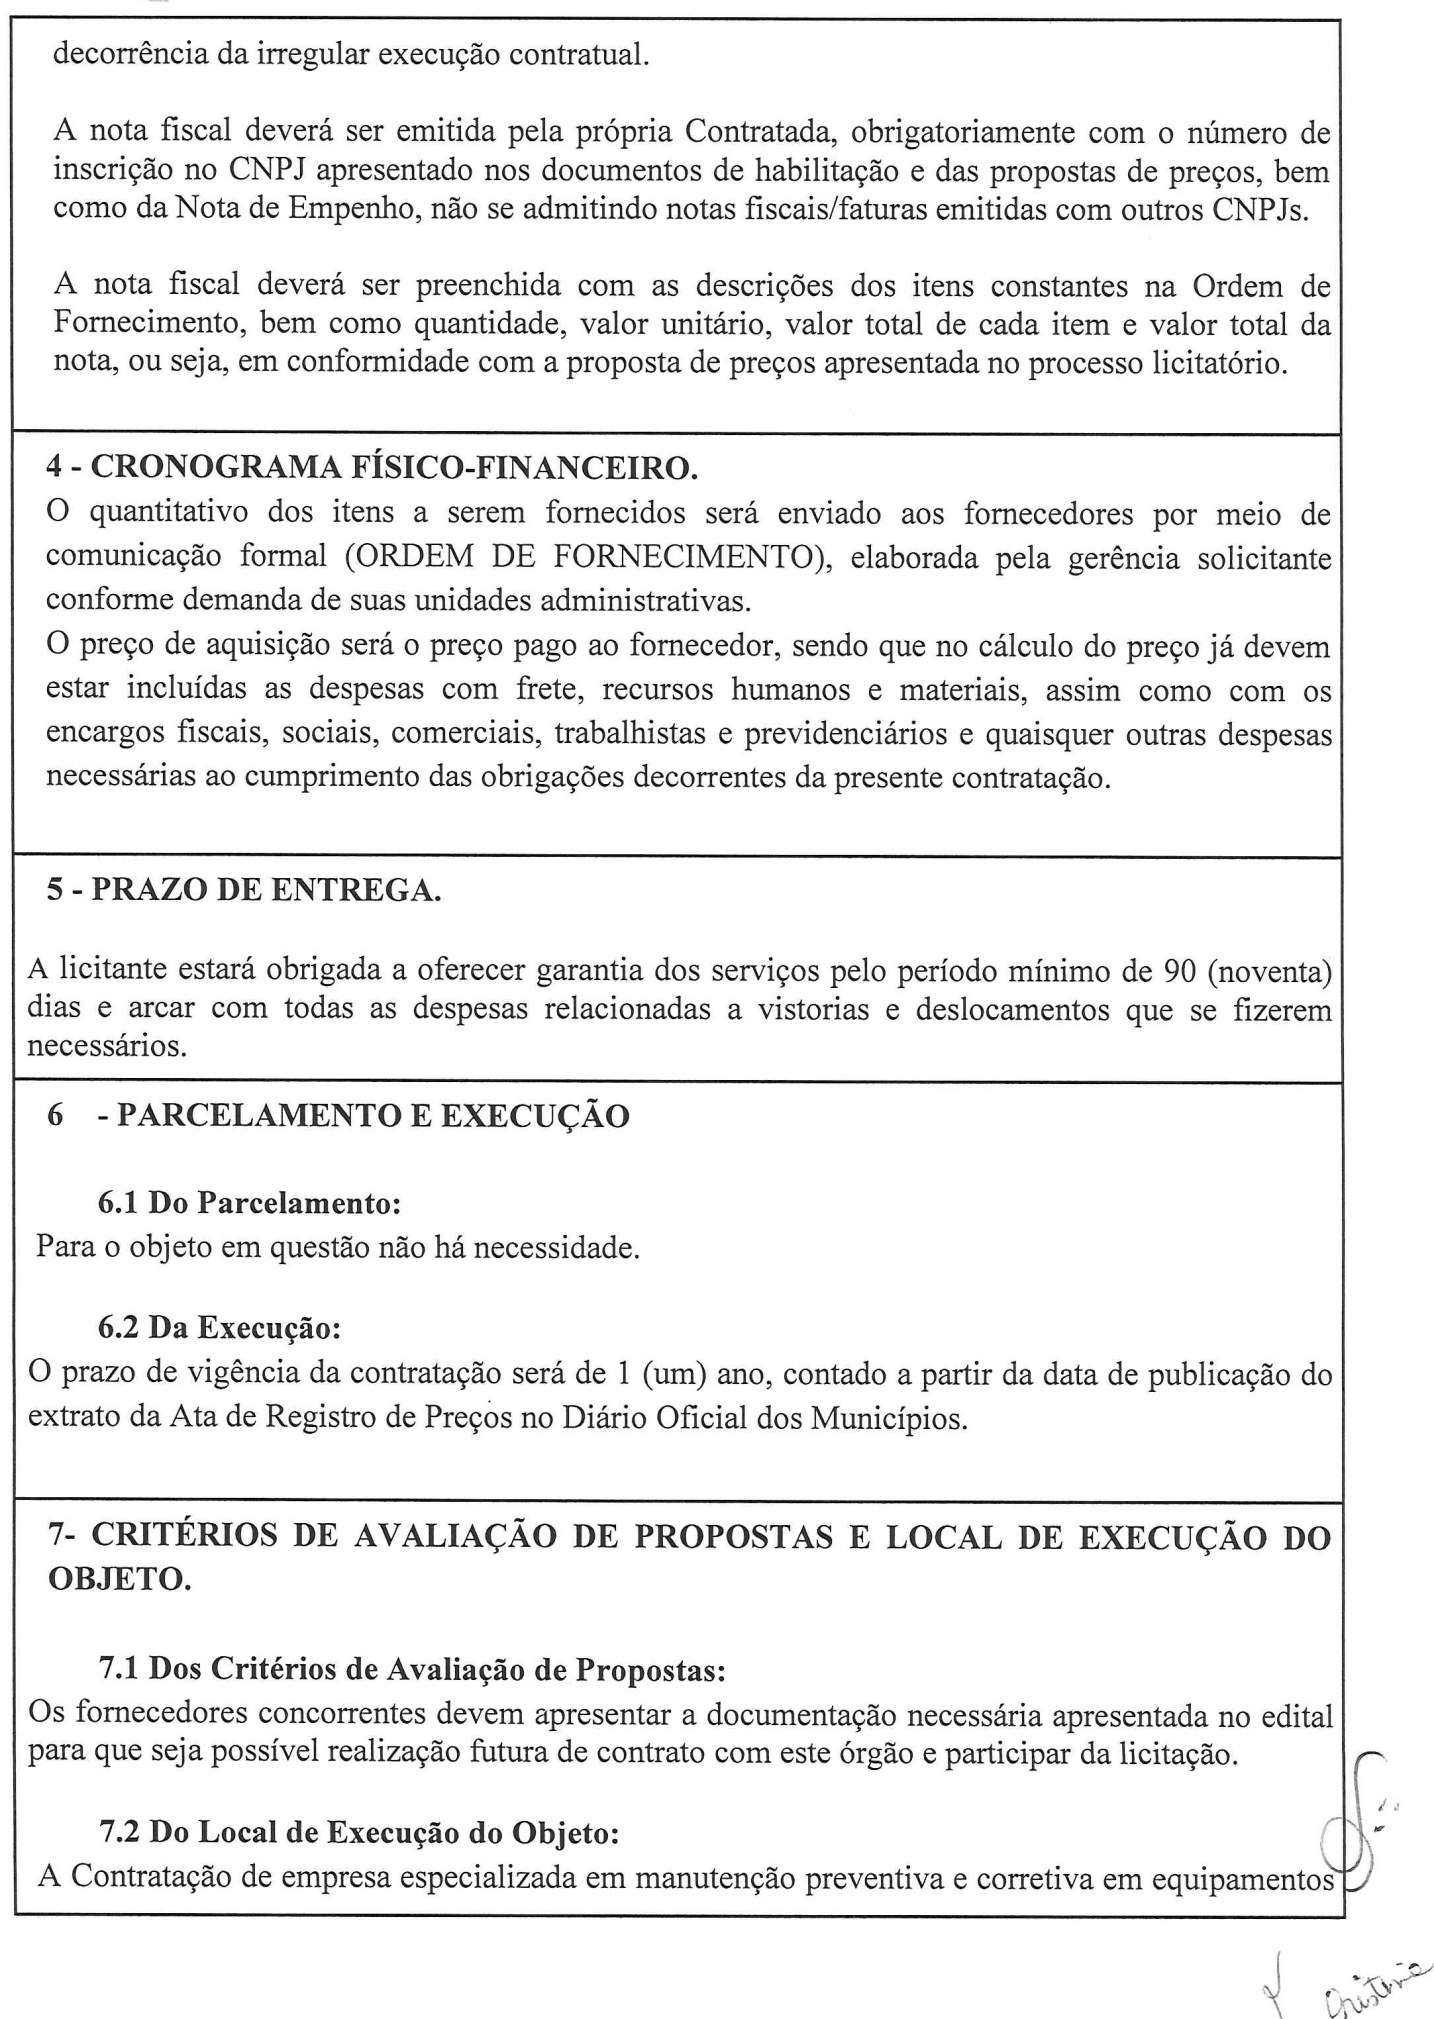 decorrência da irregular execução contratual.
A nota fiscal deverá ser emitida pela própria Contratada, obrigatoriamente com o número de
inscrição no CNPJ apresentado nos documentos de habilitação e das propostas de preços, bem
como da Nota de Empenho, não se admitindo notas fiscais/faturas emitidas com outros CNPJs.
A nota fiscal deverá ser preenchida com as descrições dos itens constantes na Ordem de
Fornecimento, bem como quantidade, valor unitário, valor total de cada item e valor total da
nota, ou seja, em conformidade com a proposta de preços apresentada no processo licitatório.
4 - CRONOGRAMA FÍSICO-FINANCEIRO.
O quantitativo dos itens a serem fornecidos será enviado aos fornecedores por meio de
comunicação formal (ORDEM DE FORNECIMENTO), elaborada pela gerência solicitante
conforme demanda de suas unidades administrativas.
O preço de aquisição será o preço pago ao fornecedor, sendo que no cálculo do preço já devem
estar incluídas as despesas com frete, recursos humanos e materiais, assim como com os
encargos fiscais, sociais, comerciais, trabalhistas e previdenciários e quaisquer outras despesas
necessárias ao cumprimento das obrigações decorrentes da presente contratação.
5 - PRAZO DE ENTREGA.
A licitante estará obrigada a oferecer garantia dos serviços pelo período mínimo de 90 (noventa)
dias e arcar com todas as despesas relacionadas a vistorias e deslocamentos que se fizerem
necessários.
6 - PARCELAMENTO E EXECUÇÃO
6.1 Do Parcelamento:
Para o objeto em questão não há necessidade.
6.2 Da Execução:
O prazo de vigência da contratação será de 1 (um) ano, contado a partir da data de publicação do
extrato da Ata de Registro de Preços no Diário Oficial dos Municípios.
7- CRITÉRIOS DE AVALIAÇÃO DE PROPOSTAS E LOCAL DE EXECUÇÃO DO
OBJETO.
7.1 Dos Critérios de Avaliação de Propostas:
Os fornecedores concorrentes devem apresentar a documentação necessária apresentada no edital
para que seja possível realização futura de contrato com este órgão e participar da licitação.
7.2 Do Local de Execução do Objeto:
A Contratação de empresa especializada em manutenção preventiva e corretiva em equipamentos